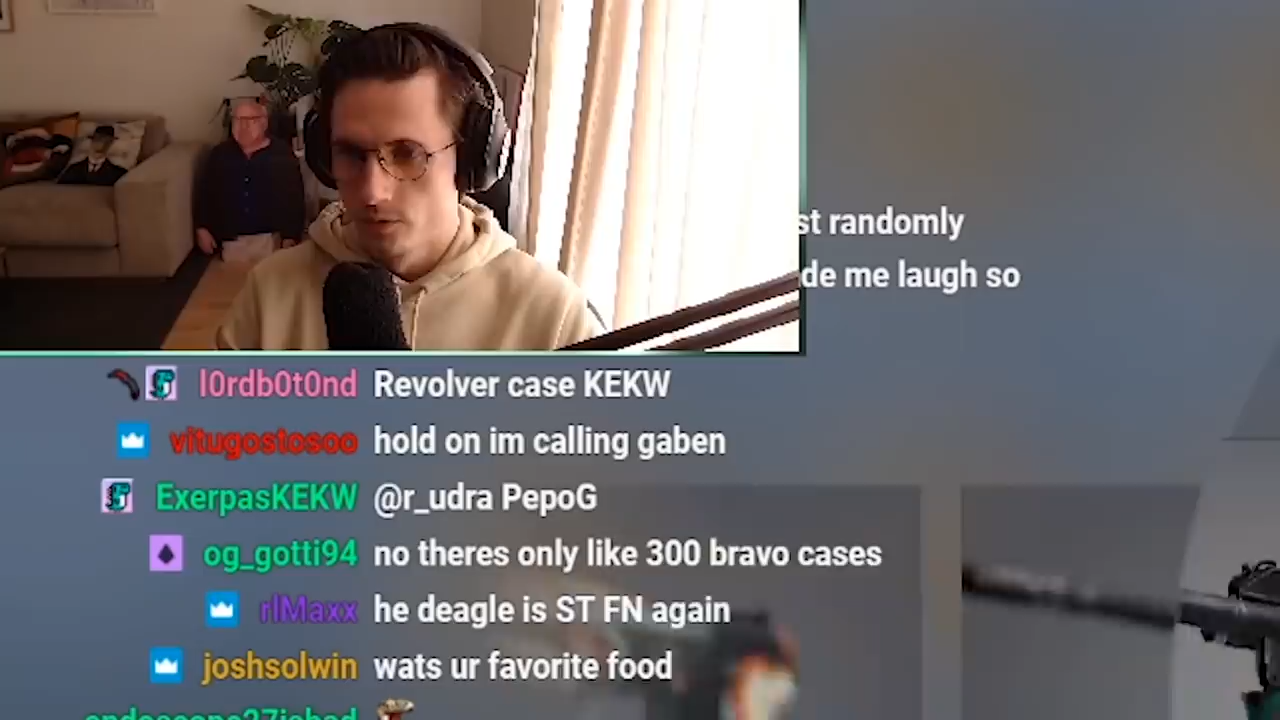 st randomly
de me laugh so
l0rdb0t0nd Revolver case KEKW
vitugostosoo hold on im calling gaben
ExerpasKEKW @r_udra PepoG
og_gotti94 no theres only like 300 bravo cases
rlMaxx he deagle is ST FN again
joshsolwin wats ur favorite food